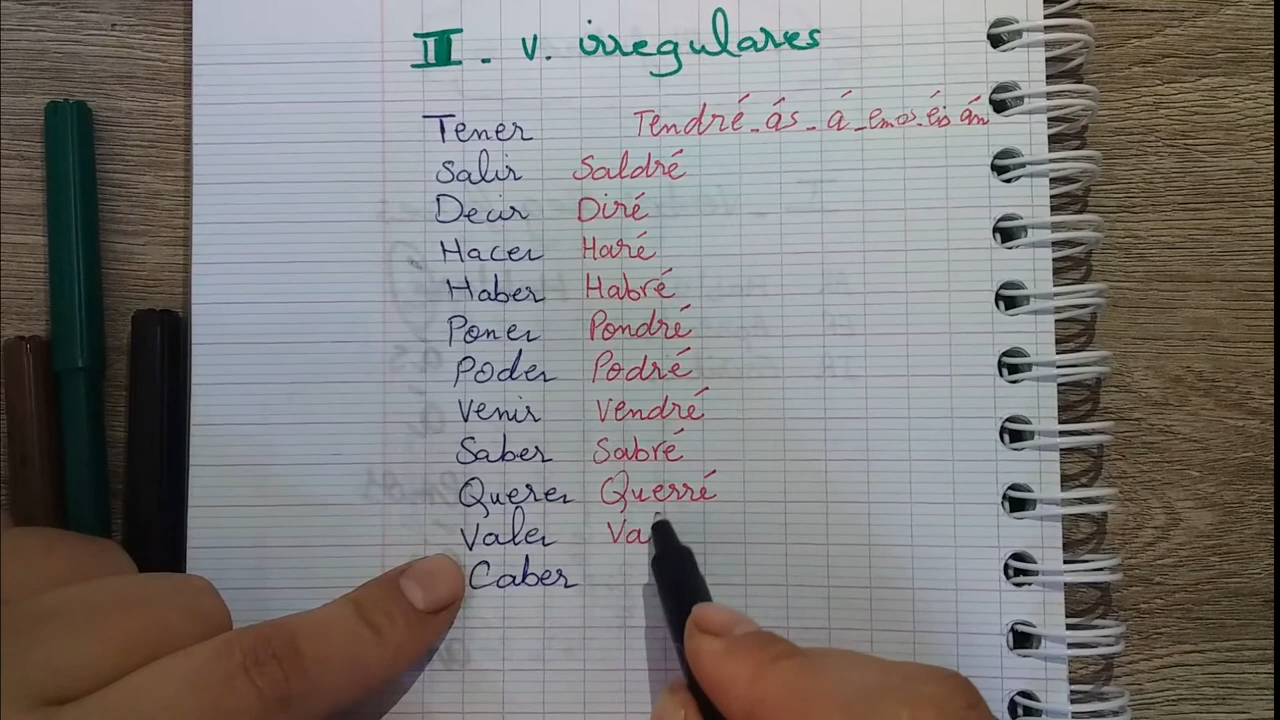 II. v. irregulares
Tener Tendré-ás-á-emos-éis án
Salir Saldré
Decir Diré
Hacer Haré
Haber Habré
Poner Pondré
Poder Podré
Venir Vendré
Saber Sabré
Querer Querré
Valer Va
Caber